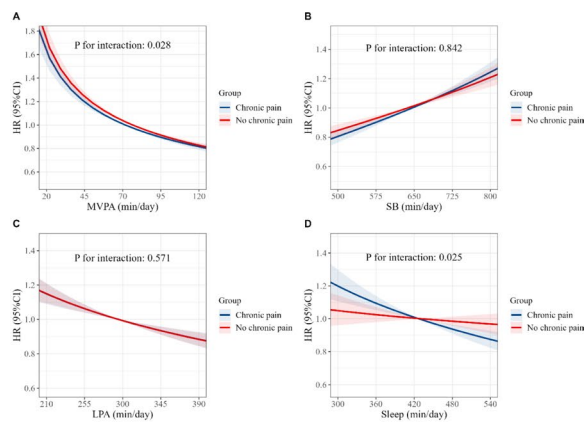 A
P for interaction: 0.028
HR (95%CI)
1.8
1.6
1.4
1.2
1.0
0.8
0.6
20
45
70
95
120
MVPA (min/day)
Group
Chronic pain
No chronic pain
B
P for interaction: 0.842
HR (95%CI)
1.4
1.2
1.0
0.8
0.6
500
575
650
725
800
SB (min/day)
Group
Chronic pain
No chronic pain
C
P for interaction: 0.571
HR (95%CI)
1.4
1.2
1.0
0.8
0.6
210
255
300
345
390
LPA (min/day)
Group
Chronic pain
No chronic pain
D
P for interaction: 0.025
HR (95%CI)
1.4
1.2
1.0
0.8
0.6
300
360
420
480
540
Sleep (min/day)
Group
Chronic pain
No chronic pain